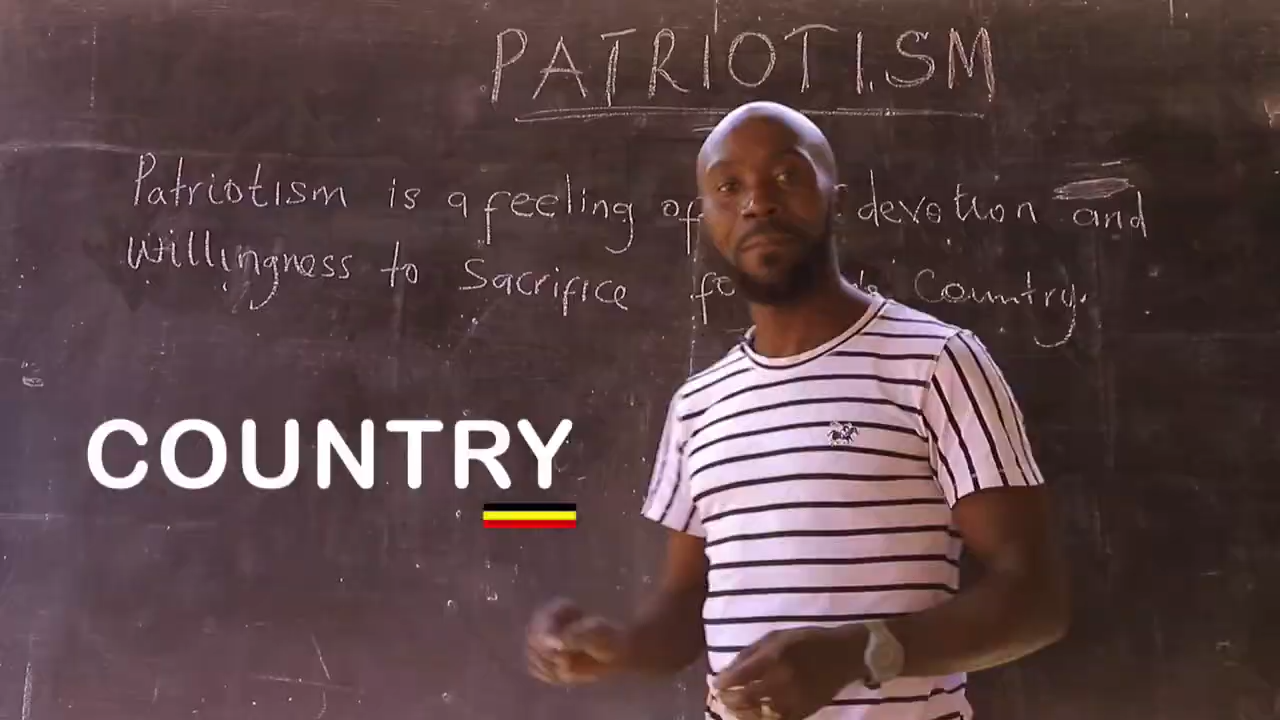 PATRIOTISM
Patriotism is a feeling of devotion and
Willingness to Sacrifice Country.
COUNTRY